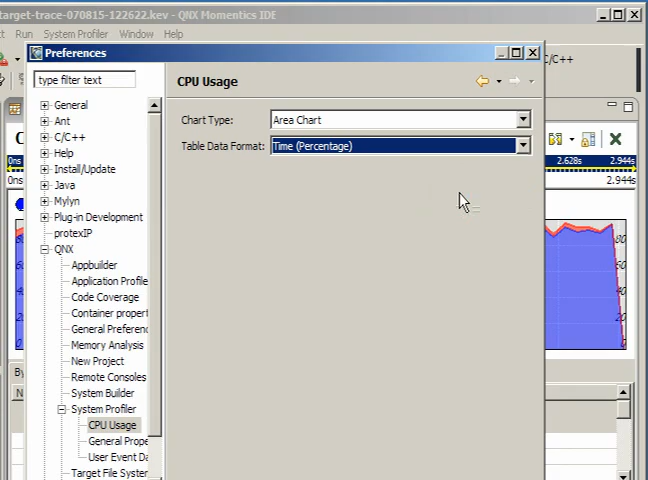 target-trace-070815-122622.kev - QNX Momentics IDE
Run System Profiler Window Help
Preferences
type filter text
CPU Usage
C/C++
General
Ant
C/C++
Help
Install/Update
Java
Mylyn
Plug-in Development
protexIP
QNX
Appbuilder
Application Profile
Code Coverage
Container propert
General Preferenc
Memory Analysis
New Project
Remote Consoles
System Builder
System Profiler
CPU Usage
General Prope
User Event Da
Target File System
Chart Type: Area Chart
Table Data Format: Time (Percentage)
0ns
2.628s 2.944s
0ns
2.944s
80
60
40
20
By
N